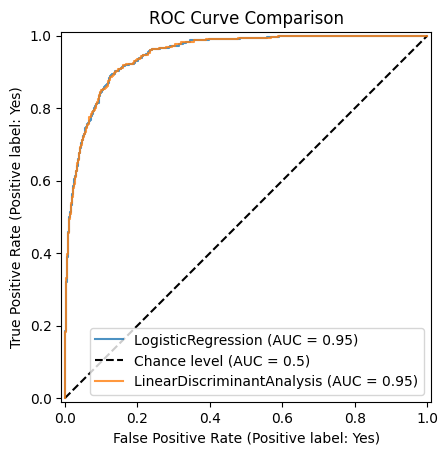 ROC Curve Comparison
True Positive Rate (Positive label: Yes)
1.0
0.8
0.6
0.4
0.2
0.0
LogisticRegression (AUC = 0.95)
Chance level (AUC = 0.5)
LinearDiscriminantAnalysis (AUC = 0.95)
0.0 0.2 0.4 0.6 0.8 1.0
False Positive Rate (Positive label: Yes)